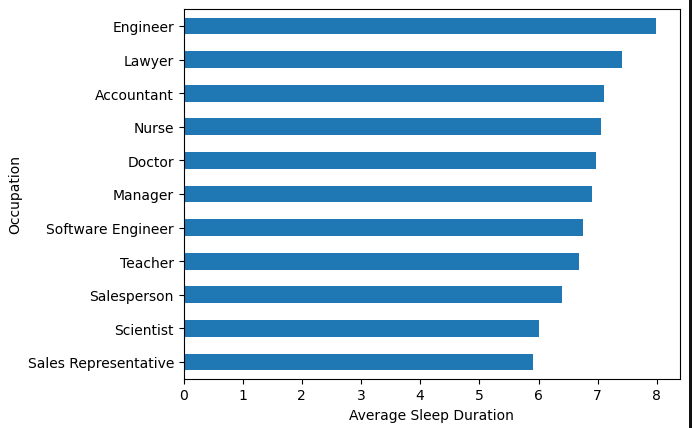 Engineer
Lawyer
Accountant
Nurse
Doctor
Manager
Software Engineer
Teacher
Salesperson
Scientist
Sales Representative
Occupation
0 1 2 3 4 5 6 7 8
Average Sleep Duration